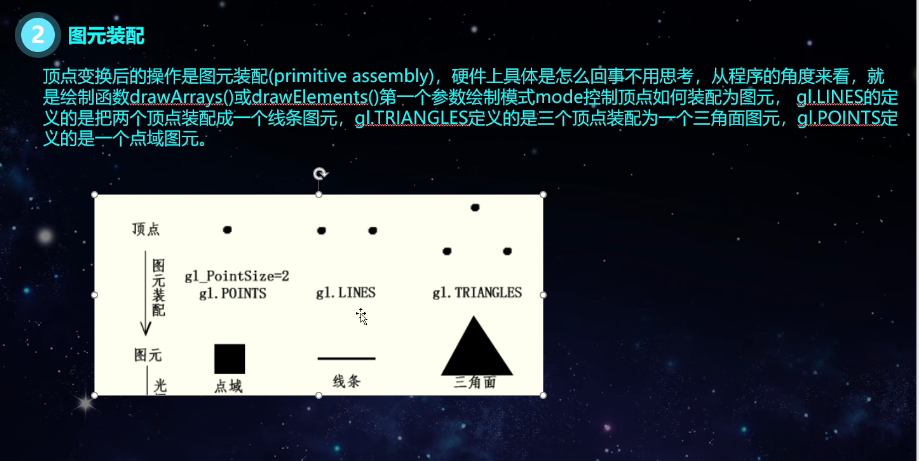 2 图元装配
顶点变换后的操作是图元装配(primitive assembly)，硬件上具体是怎么回事不用思考，从程序的角度来看，就
是绘制函数drawArrays()或drawElements()第一个参数绘制模式mode控制顶点如何装配为图元， gl.LINES的定
义的是把两个顶点装配成一个线条图元，gl.TRIANGLES定义的是三个顶点装配为一个三角面图元，gl.POINTS定
义的是一个点域图元。
顶点
图元装配
gl_PointSize=2
gl.POINTS
gl.LINES
gl.TRIANGLES
图元
点域
线条
三角面
光